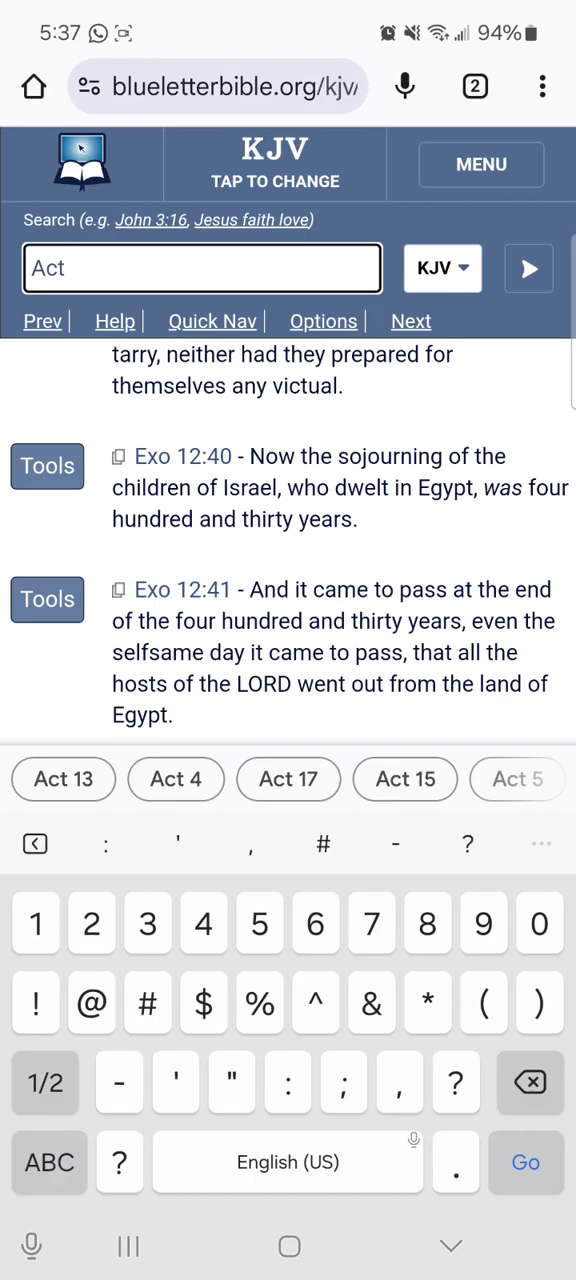 5:37 94%
2
blueletterbible.org/kjv/
KJV
TAP TO CHANGE
MENU
Search (e.g. John 3:16, Jesus faith love)
Act
KJV
Prev | Help | Quick Nav | Options | Next
tarry, neither had they prepared for
themselves any victual.
Tools
Exo 12:40 - Now the sojourning of the
children of Israel, who dwelt in Egypt, was four
hundred and thirty years.
Tools
Exo 12:41 - And it came to pass at the end
of the four hundred and thirty years, even the
selfsame day it came to pass, that all the
hosts of the LORD went out from the land of
Egypt.
Act 13 Act 4 Act 17 Act 15 Act 5
: ' , # - ? ...
1 2 3 4 5 6 7 8 9 0
! @ # $ % ^ & * ( )
1/2 - ' " : ; , ?
ABC ? English (US) . Go